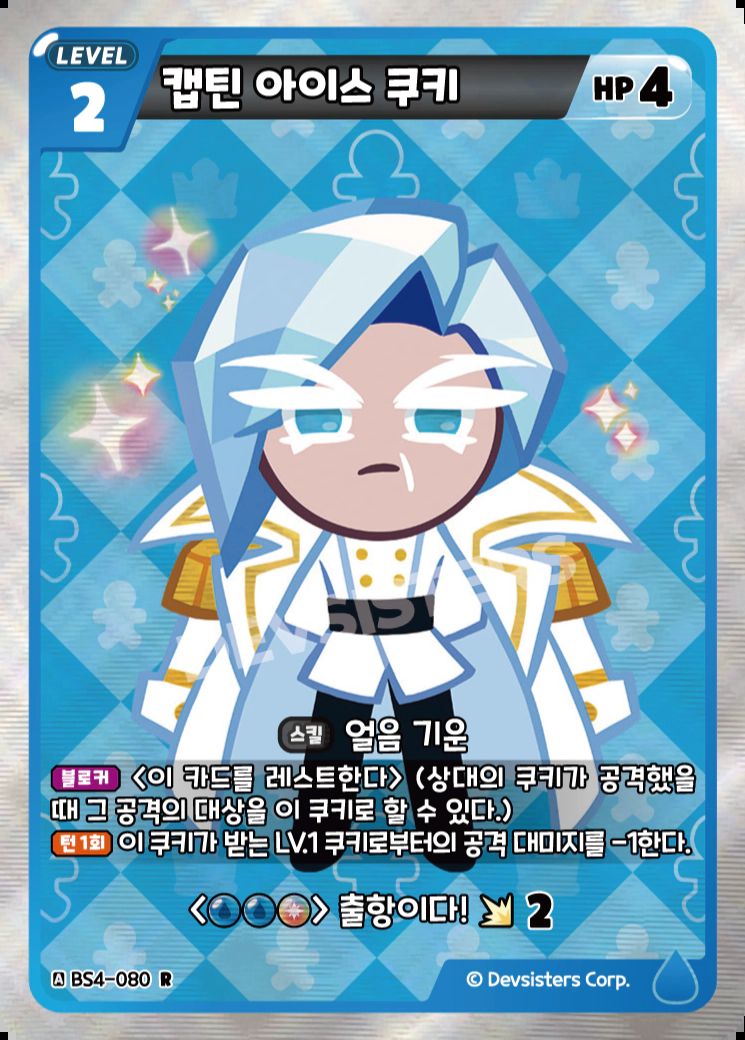 LEVEL
2
캡틴 아이스 쿠키
HP 4
DEVSISTERS
스킬 얼음 기운
블로커 <이 카드를 레스트한다> (상대의 쿠키가 공격했을
때 그 공격의 대상을 이 쿠키로 할 수 있다.)
턴 1회 이 쿠키가 받는 LV.1 쿠키로부터의 공격 대미지를 -1한다.
< > 출항이다! 2
A BS4-080 R
© Devsisters Corp.